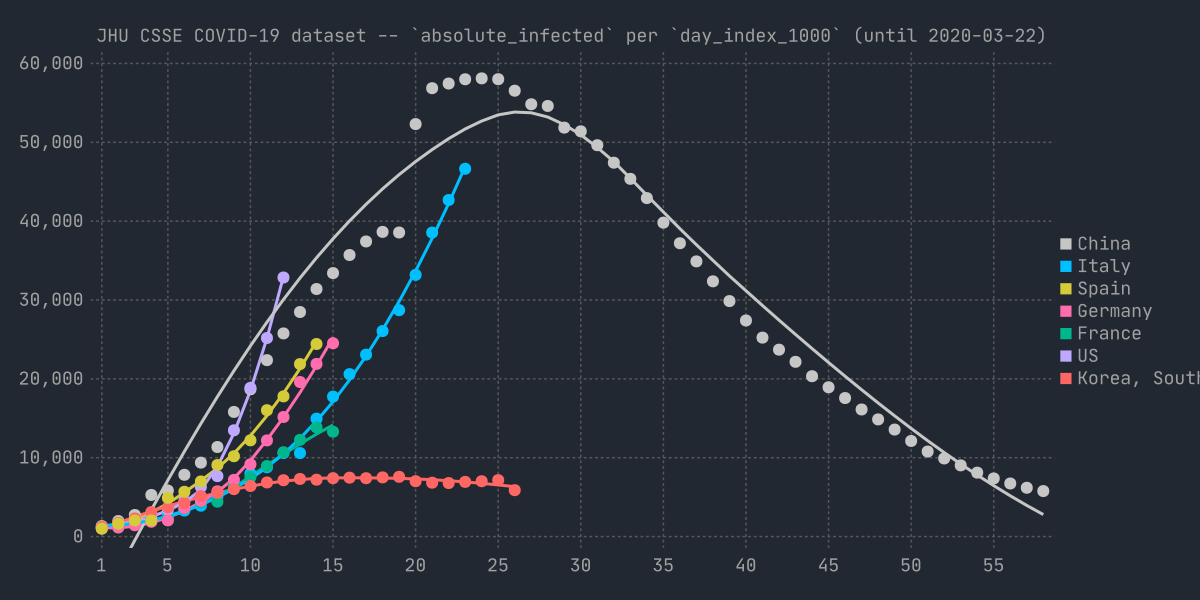 JHU CSSE COVID-19 dataset -- `absolute_infected` per `day_index_1000` (until 2020-03-22)
60,000
50,000
40,000
30,000
20,000
10,000
0
1 5 10 15 20 25 30 35 40 45 50 55
China
Italy
Spain
Germany
France
US
Korea, South